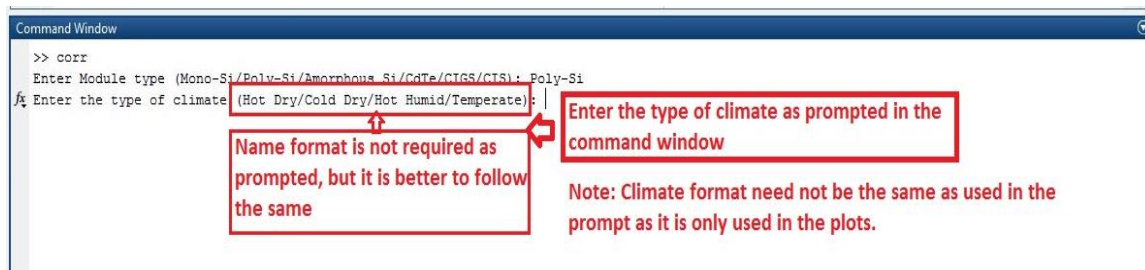 Command Window
>> corr
Enter Module type (Mono-Si/Poly-Si/Amorphous Si/CdTe/CIGS/CIS): Poly-Si
fx Enter the type of climate (Hot Dry/Cold Dry/Hot Humid/Temperate):
Name format is not required as
prompted, but it is better to follow
the same
Enter the type of climate as prompted in the
command window
Note: Climate format need not be the same as used in the
prompt as it is only used in the plots.